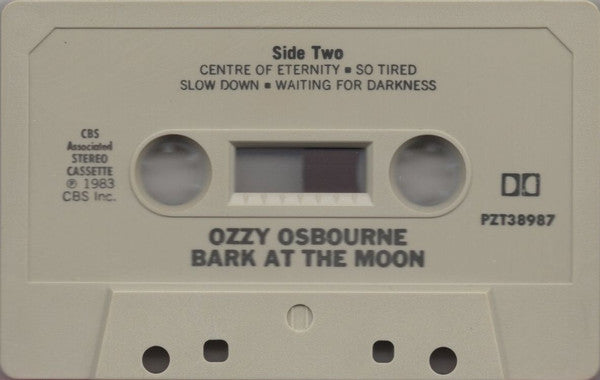 Side Two
CENTRE OF ETERNITY ■ SO TIRED
SLOW DOWN ■ WAITING FOR DARKNESS
CBS
Associated
STEREO
CASSETTE
℗ 1983
CBS Inc.
PZT38987
OZZY OSBOURNE
BARK AT THE MOON